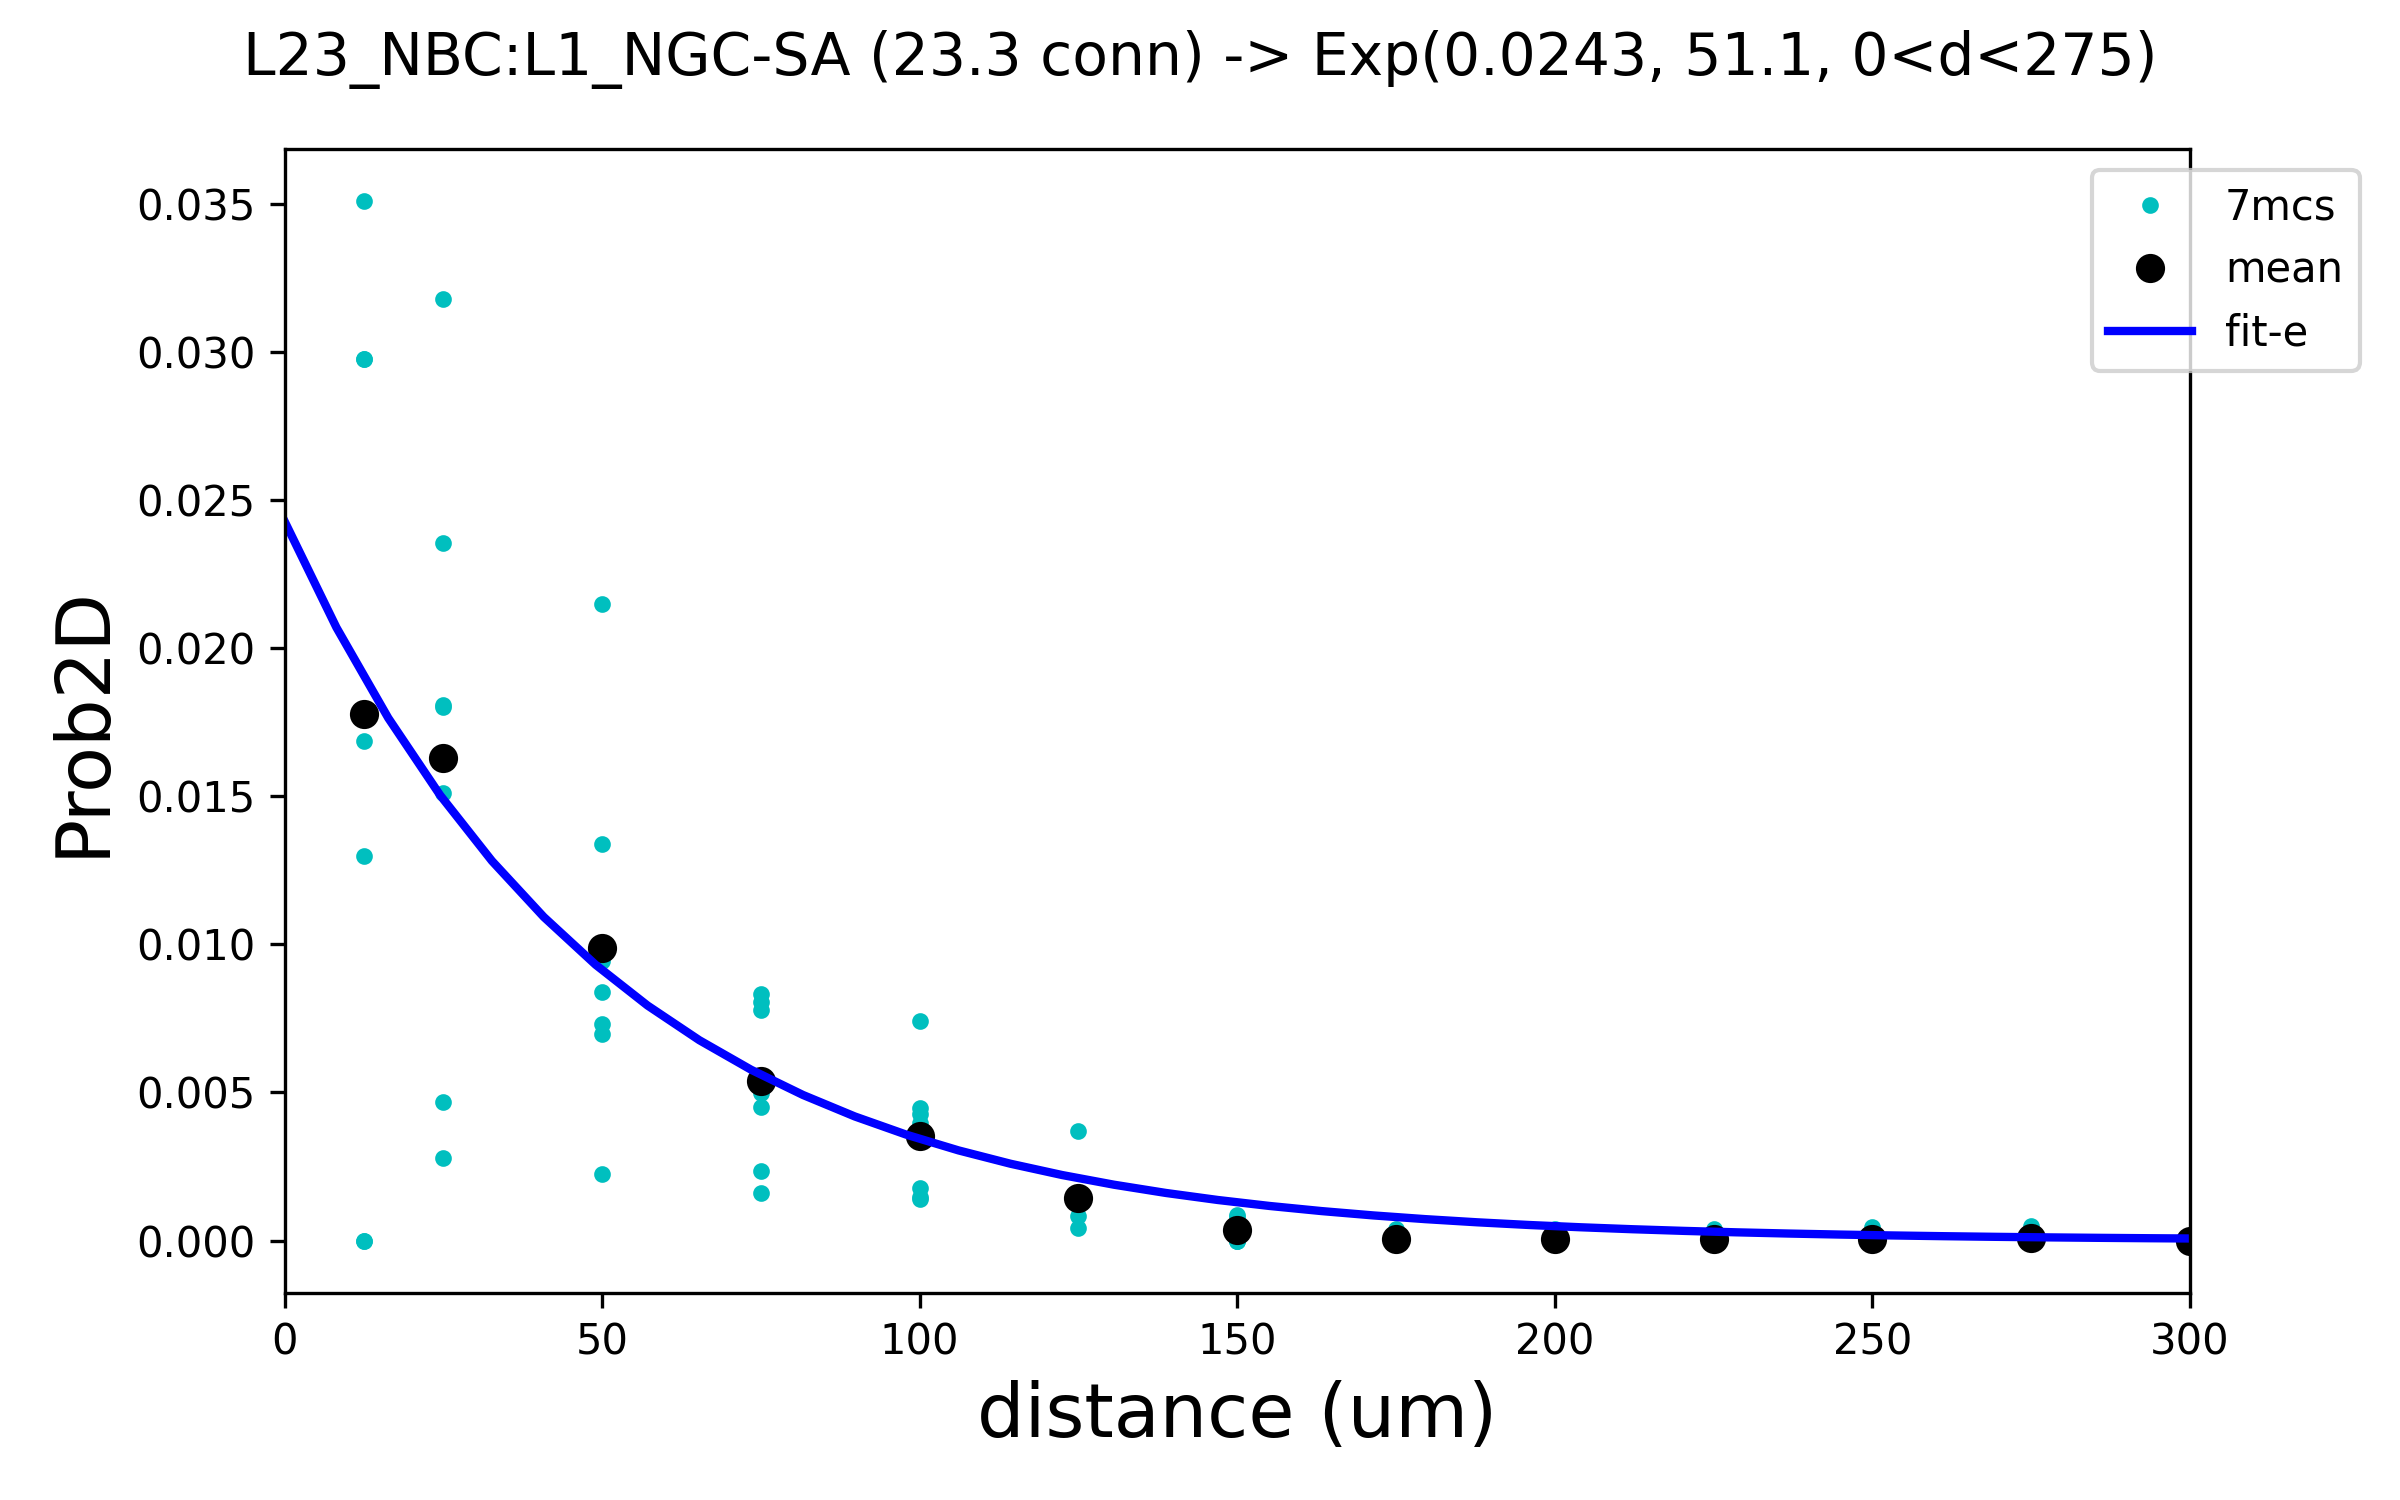 L23_NBC:L1_NGC-SA (23.3 conn) -> Exp(0.0243, 51.1, 0<d<275)
7mcs
mean
fit-e
Prob2D
0.035
0.030
0.025
0.020
0.015
0.010
0.005
0.000
0 50 100 150 200 250 300
distance (um)